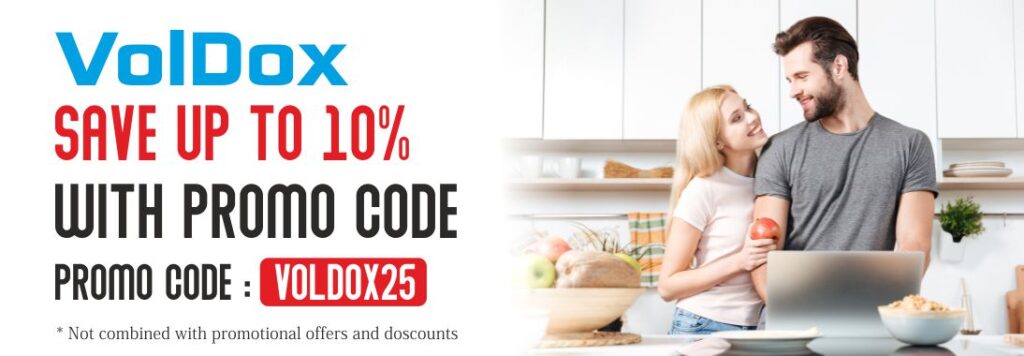 VolDox
SAVE UP TO 10%
WITH PROMO CODE
PROMO CODE : VOLDOX25
* Not combined with promotional offers and doscounts